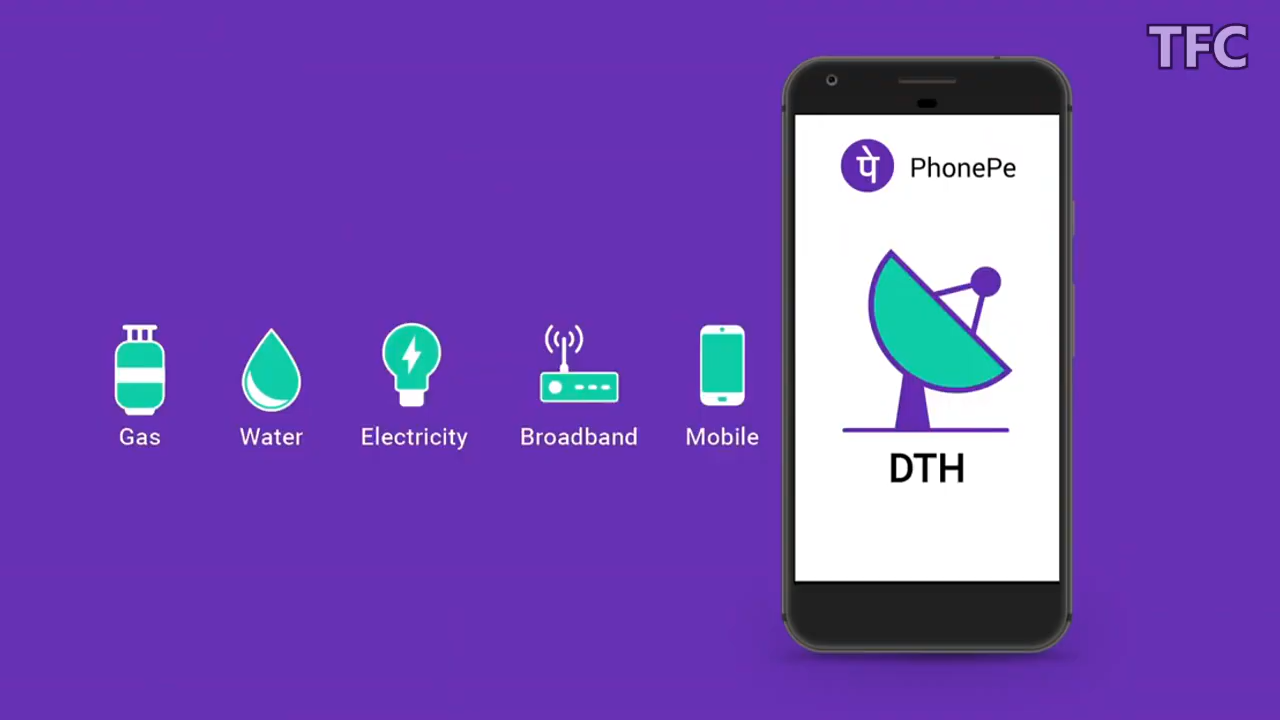 TFC
पे PhonePe
Gas Water Electricity Broadband Mobile
DTH